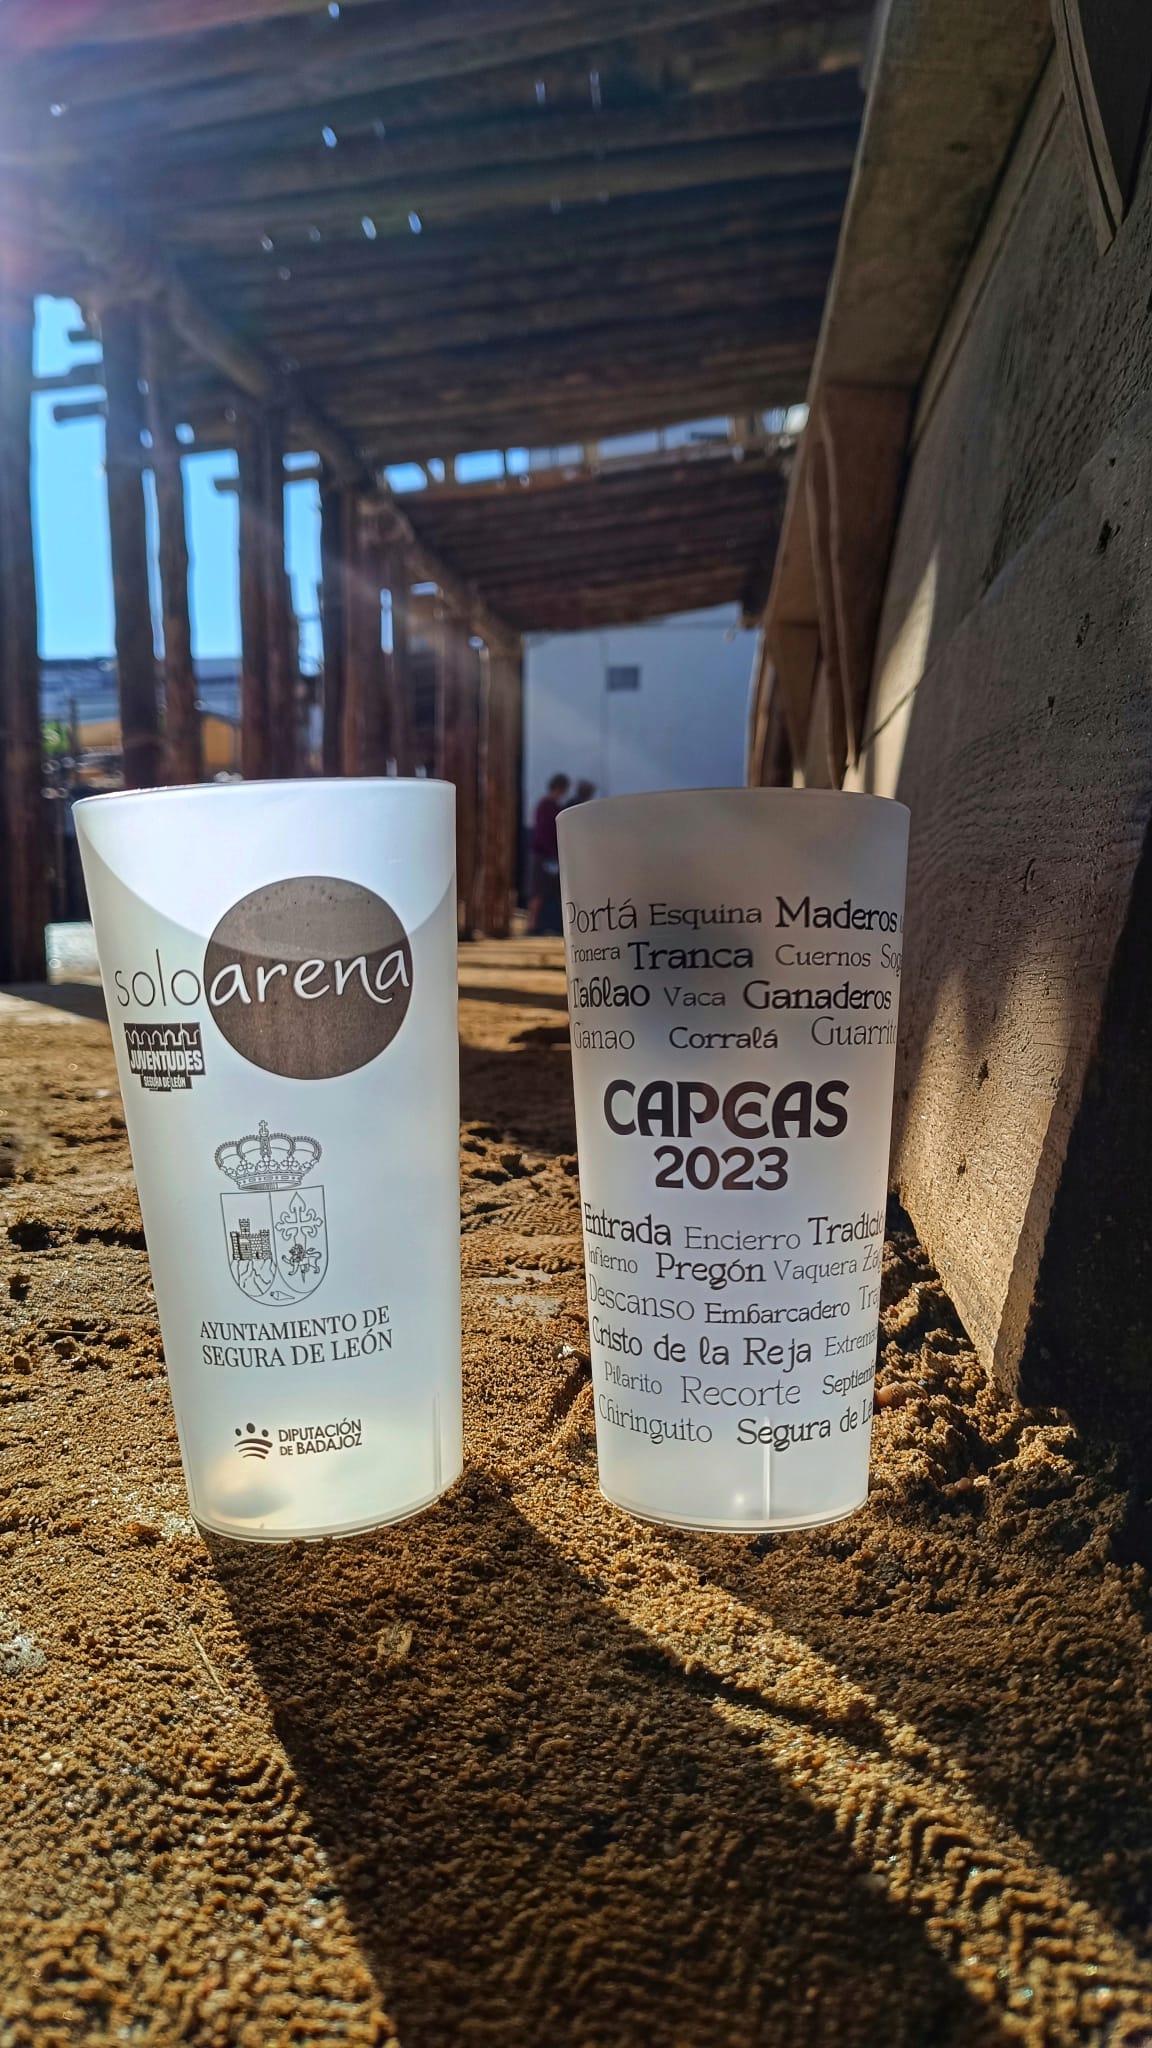 soloarena
JUVENTUDES
SEGURA DE LEÓN
AYUNTAMIENTO DE
SEGURA DE LEÓN
DIPUTACIÓN
DE BADAJOZ
Portá Esquina Maderos
Tronera Tranca Cuernos
Tablao Vaca Ganaderos
Ganao Corralá Guarrito
CAPEAS
2023
Entrada Encierro
Infierno Pregón Vaquera
Descanso Embarcadero
Cristo de la Reja
Pilarito Recorte
Chiringuito Segura de